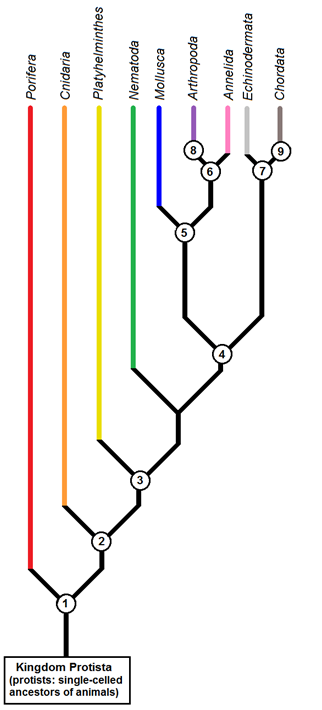 Porifera
Cnidaria
Platyhelminthes
Nematoda
Mollusca
Arthropoda
Annelida
Echinodermata
Chordata
8
9
6
7
5
4
3
2
1
Kingdom Protista
(protists: single-celled
ancestors of animals)